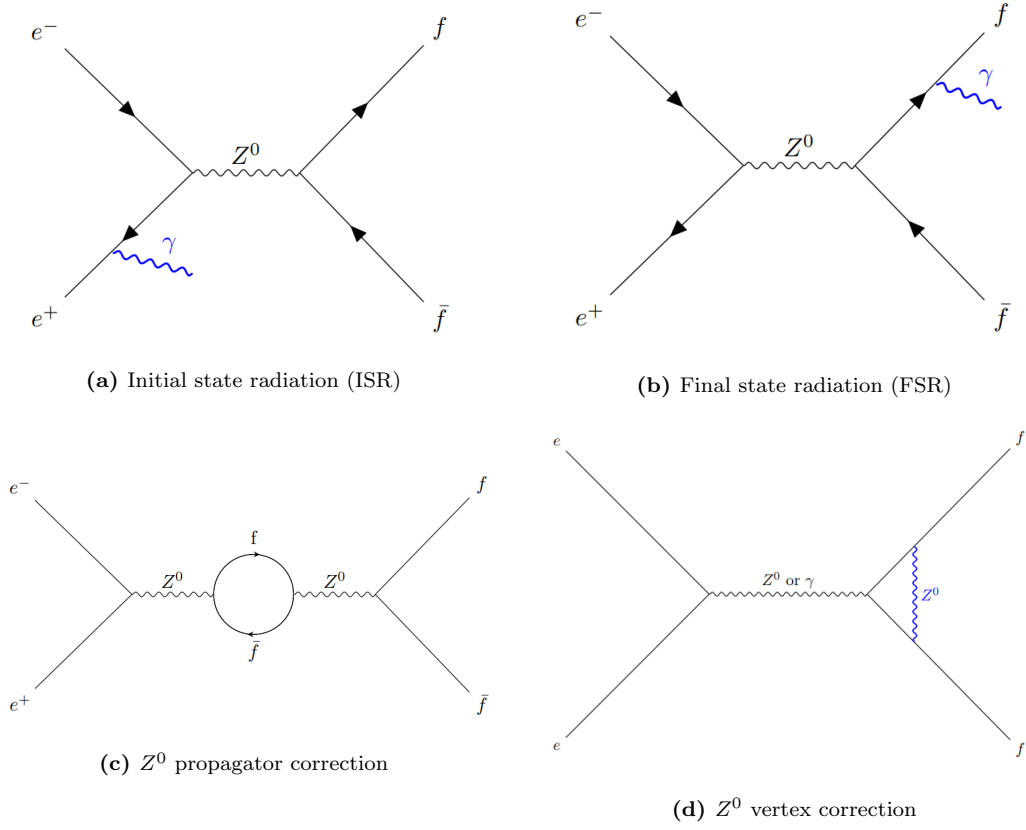 e⁻
f
Z⁰
γ
e⁺
f̄
(a) Initial state radiation (ISR)
e⁻
f
γ
Z⁰
e⁺
f̄
(b) Final state radiation (FSR)
e⁻
f
f
Z⁰
Z⁰
f̄
e⁺
f̄
(c) Z⁰ propagator correction
e
f
Z⁰ or γ
Z⁰
e
f
(d) Z⁰ vertex correction